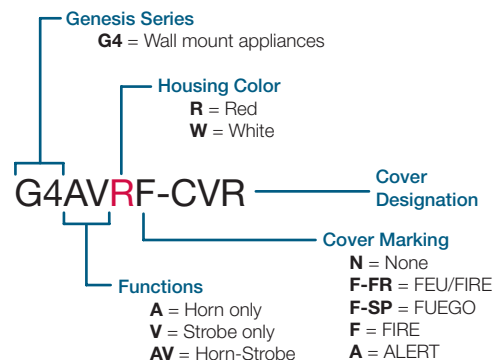 Genesis Series
G4 = Wall mount appliances
Housing Color
R = Red
W = White
G4AVRF-CVR
Cover
Designation
Cover Marking
N = None
F-FR = FEU/FIRE
F-SP = FUEGO
F = FIRE
A = ALERT
Functions
A = Horn only
V = Strobe only
AV = Horn-Strobe